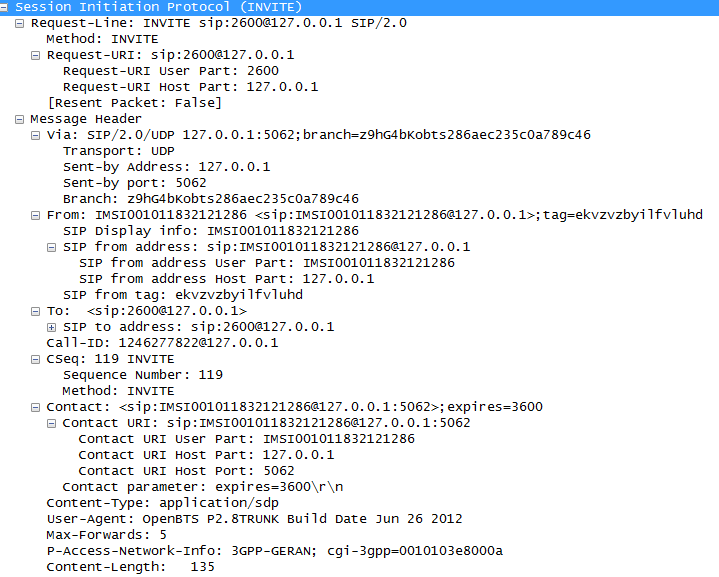 Session Initiation Protocol (INVITE)
Request-Line: INVITE sip:2600@127.0.0.1 SIP/2.0
Method: INVITE
Request-URI: sip:2600@127.0.0.1
Request-URI User Part: 2600
Request-URI Host Part: 127.0.0.1
[Resent Packet: False]
Message Header
Via: SIP/2.0/UDP 127.0.0.1:5062;branch=z9hG4bKobts286aec235c0a789c46
Transport: UDP
Sent-by Address: 127.0.0.1
Sent-by port: 5062
Branch: z9hG4bKobts286aec235c0a789c46
From: IMSI001011832121286 <sip:IMSI001011832121286@127.0.0.1>;tag=ekvzvzbyilfvluhd
SIP Display info: IMSI001011832121286
SIP from address: sip:IMSI001011832121286@127.0.0.1
SIP from address User Part: IMSI001011832121286
SIP from address Host Part: 127.0.0.1
SIP from tag: ekvzvzbyilfvluhd
To:  <sip:2600@127.0.0.1>
SIP to address: sip:2600@127.0.0.1
Call-ID: 1246277822@127.0.0.1
CSeq: 119 INVITE
Sequence Number: 119
Method: INVITE
Contact: <sip:IMSI001011832121286@127.0.0.1:5062>;expires=3600
Contact URI: sip:IMSI001011832121286@127.0.0.1:5062
Contact URI User Part: IMSI001011832121286
Contact URI Host Part: 127.0.0.1
Contact URI Host Port: 5062
Contact parameter: expires=3600\r\n
Content-Type: application/sdp
User-Agent: OpenBTS P2.8TRUNK Build Date Jun 26 2012
Max-Forwards: 5
P-Access-Network-Info: 3GPP-GERAN; cgi-3gpp=0010103e8000a
Content-Length:   135